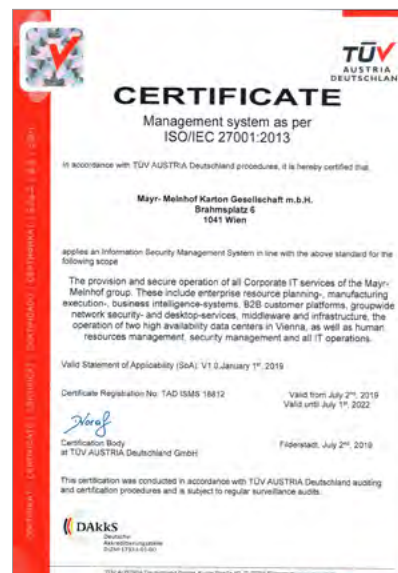 TÜV
AUSTRIA
DEUTSCHLAND
CERTIFICATE
Management system as per
ISO/IEC 27001:2013
In accordance with TÜV AUSTRIA Deutschland procedures, it is hereby certified that
Mayr- Melnhof Karton Gesellschaft m.b.H.
Brahmsplatz 6
1041 Wien
applies an Information Security Management System in line with the above standard for the
following scope
The provision and secure operation of all Corporate IT services of the Mayr-
Melnhof group. These include enterprise resource planning-, manufacturing
execution-, business intelligence-systems, B2B customer platforms, groupwide
network security- and desktop-services, middleware and infrastructure, the
operation of two high availability data centers in Vienna, as well as human
resources management, security management and all IT operations.
Valid Statement of Applicability (SoA): V1.0 January 1st, 2019
Certificate Registration No: TAD ISMS 18812
Valid from July 2nd, 2019
Valid until July 1st, 2022
Certification Body
at TÜV AUSTRIA Deutschland GmbH
Filderstadt, July 2nd, 2019
This certification was conducted in accordance with TÜV AUSTRIA Deutschland auditing
and certification procedures and is subject to regular surveillance audits.
DAkkS
Deutsche
Akkreditierungsstelle